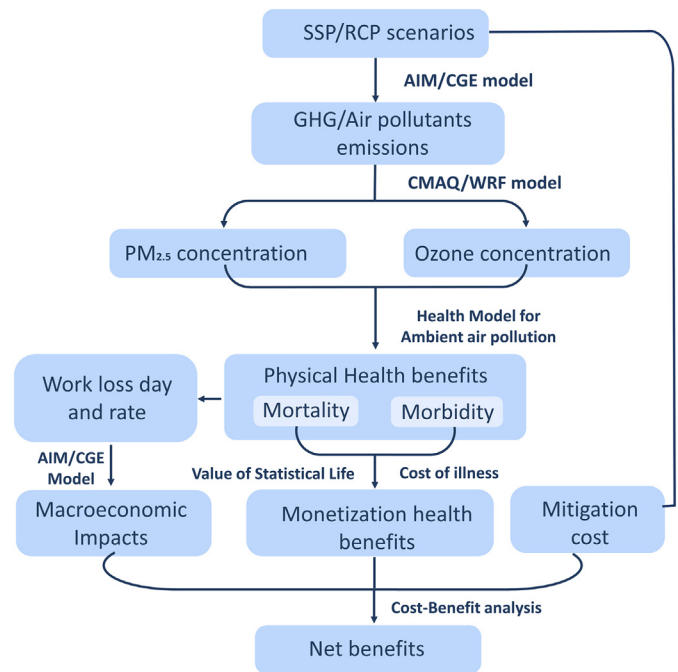 SSP/RCP scenarios
AIM/CGE model
GHG/Air pollutants
emissions
CMAQ/WRF model
PM₂.₅ concentration
Ozone concentration
Health Model for
Ambient air pollution
Physical Health benefits
Mortality
Morbidity
Work loss day
and rate
AIM/CGE
Model
Value of Statistical Life
Cost of illness
Macroeconomic
Impacts
Monetization health
benefits
Mitigation
cost
Cost-Benefit analysis
Net benefits